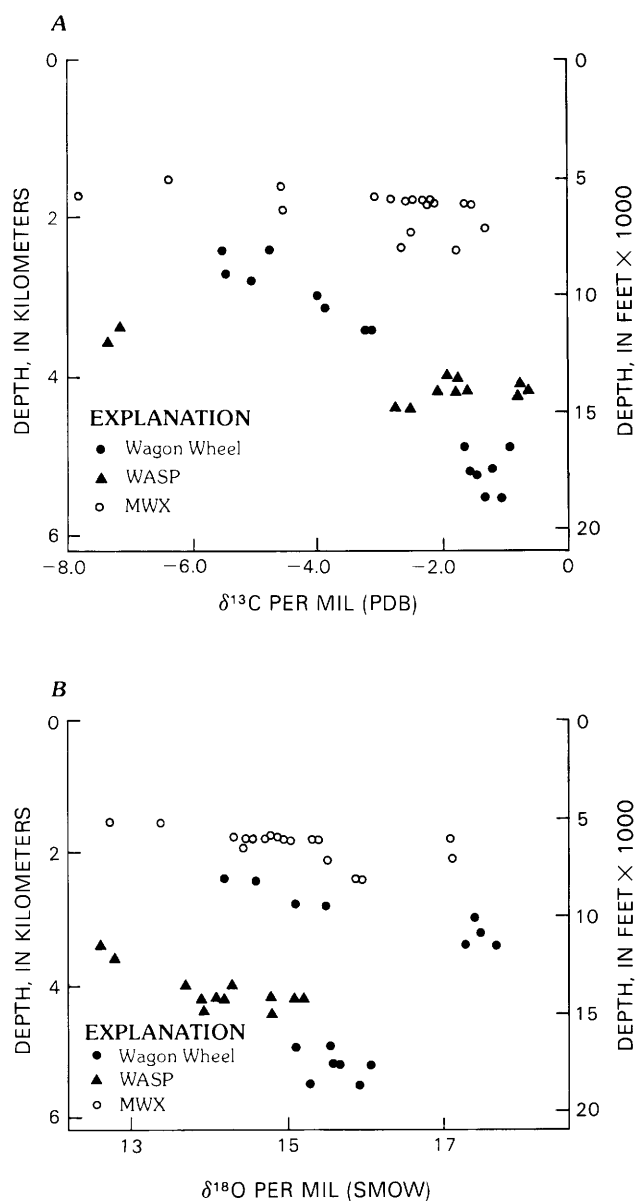 A
0
2
4
6
DEPTH, IN KILOMETERS
0
5
10
15
20
DEPTH, IN FEET × 1000
EXPLANATION
Wagon Wheel
WASP
MWX
−8.0 −6.0 −4.0 −2.0 0
δ¹³C PER MIL (PDB)
B
0
2
4
6
DEPTH, IN KILOMETERS
0
5
10
15
20
DEPTH, IN FEET × 1000
EXPLANATION
Wagon Wheel
WASP
MWX
13 15 17
δ¹⁸O PER MIL (SMOW)